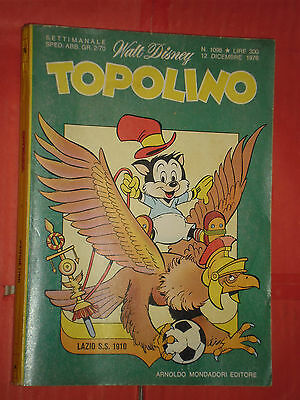 SETTIMANALE
SPED. ABB. GR. 2/70
Walt Disney
N. 1098 ★ LIRE 300
12 DICEMBRE 1976
TOPOLINO
LAZIO S.S. 1910
ARNOLDO MONDADORI EDITORE